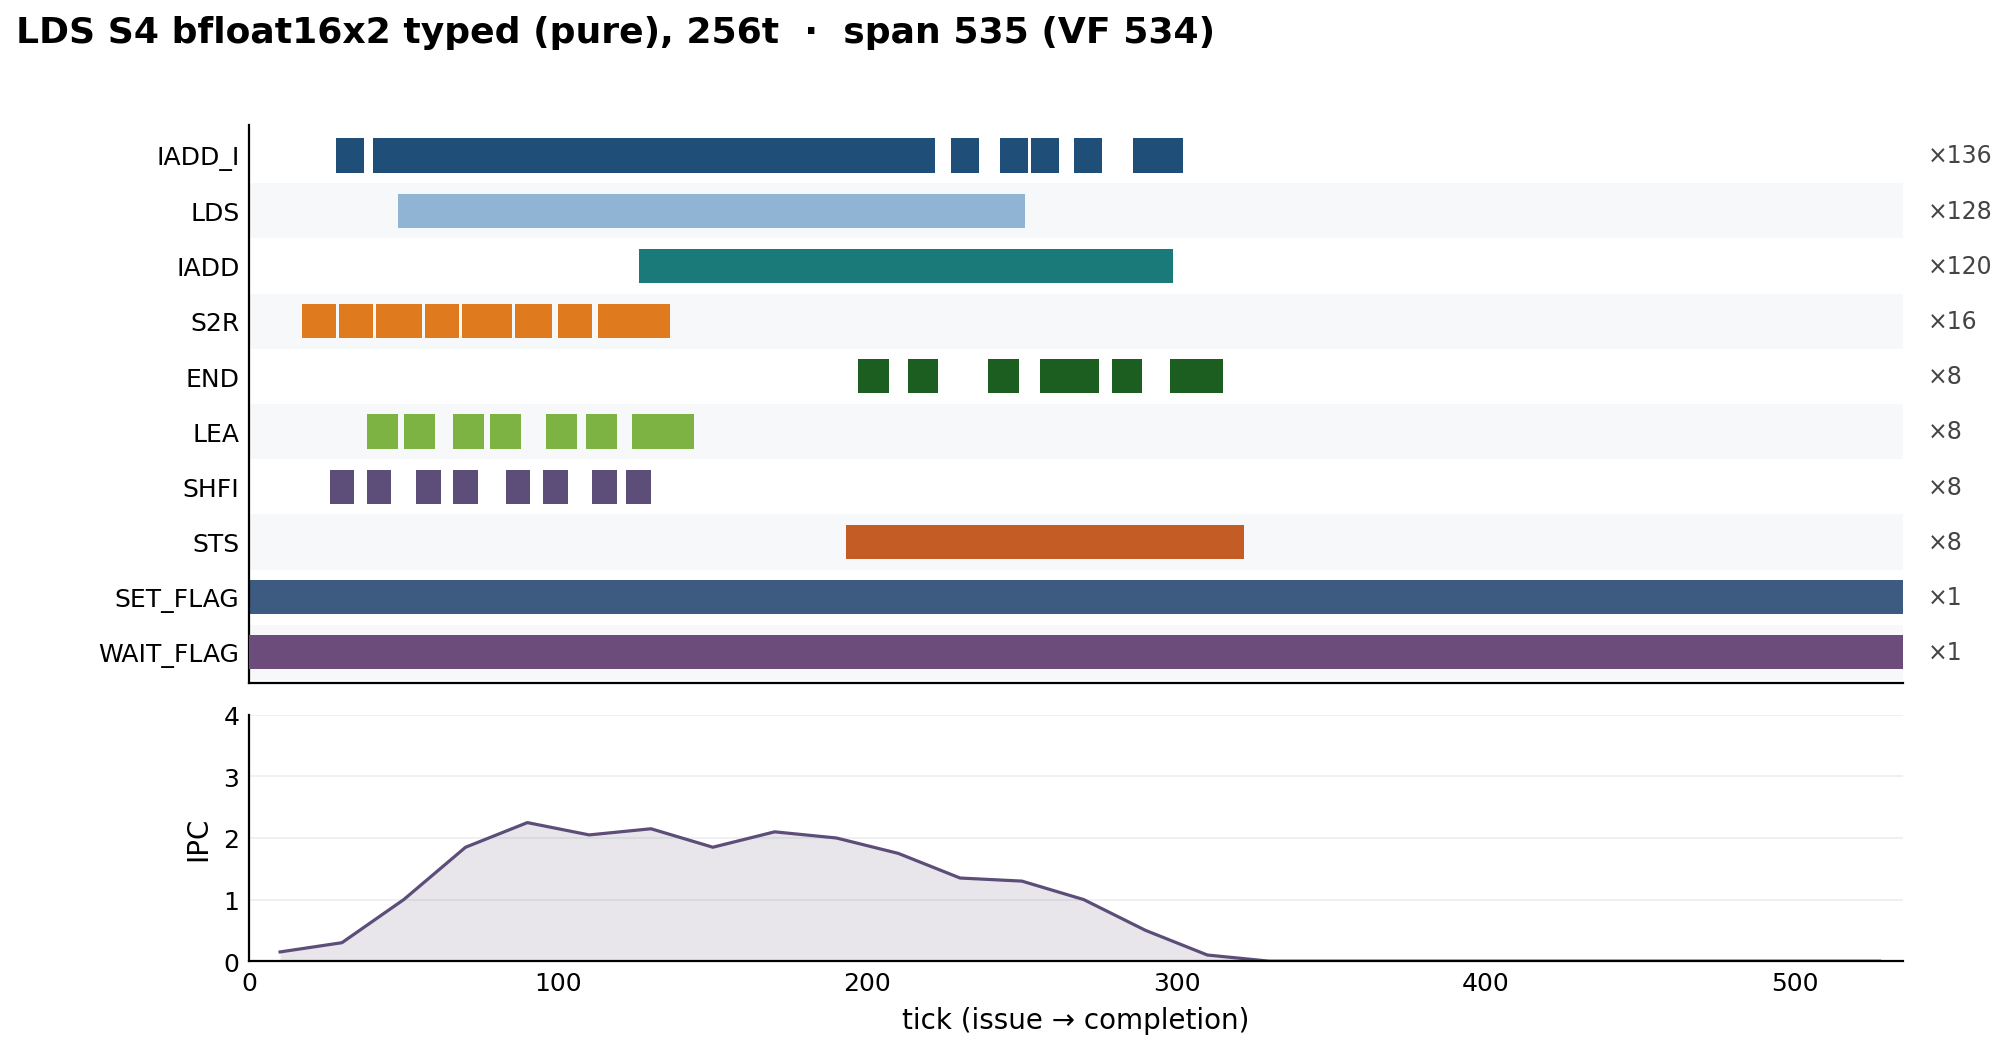 LDS S4 bfloat16x2 typed (pure), 256t · span 535 (VF 534)
IADD_I ×136
LDS ×128
IADD ×120
S2R ×16
END ×8
LEA ×8
SHFI ×8
STS ×8
SET_FLAG ×1
WAIT_FLAG ×1
4
3
2
1
0
IPC
0 100 200 300 400 500
tick (issue → completion)